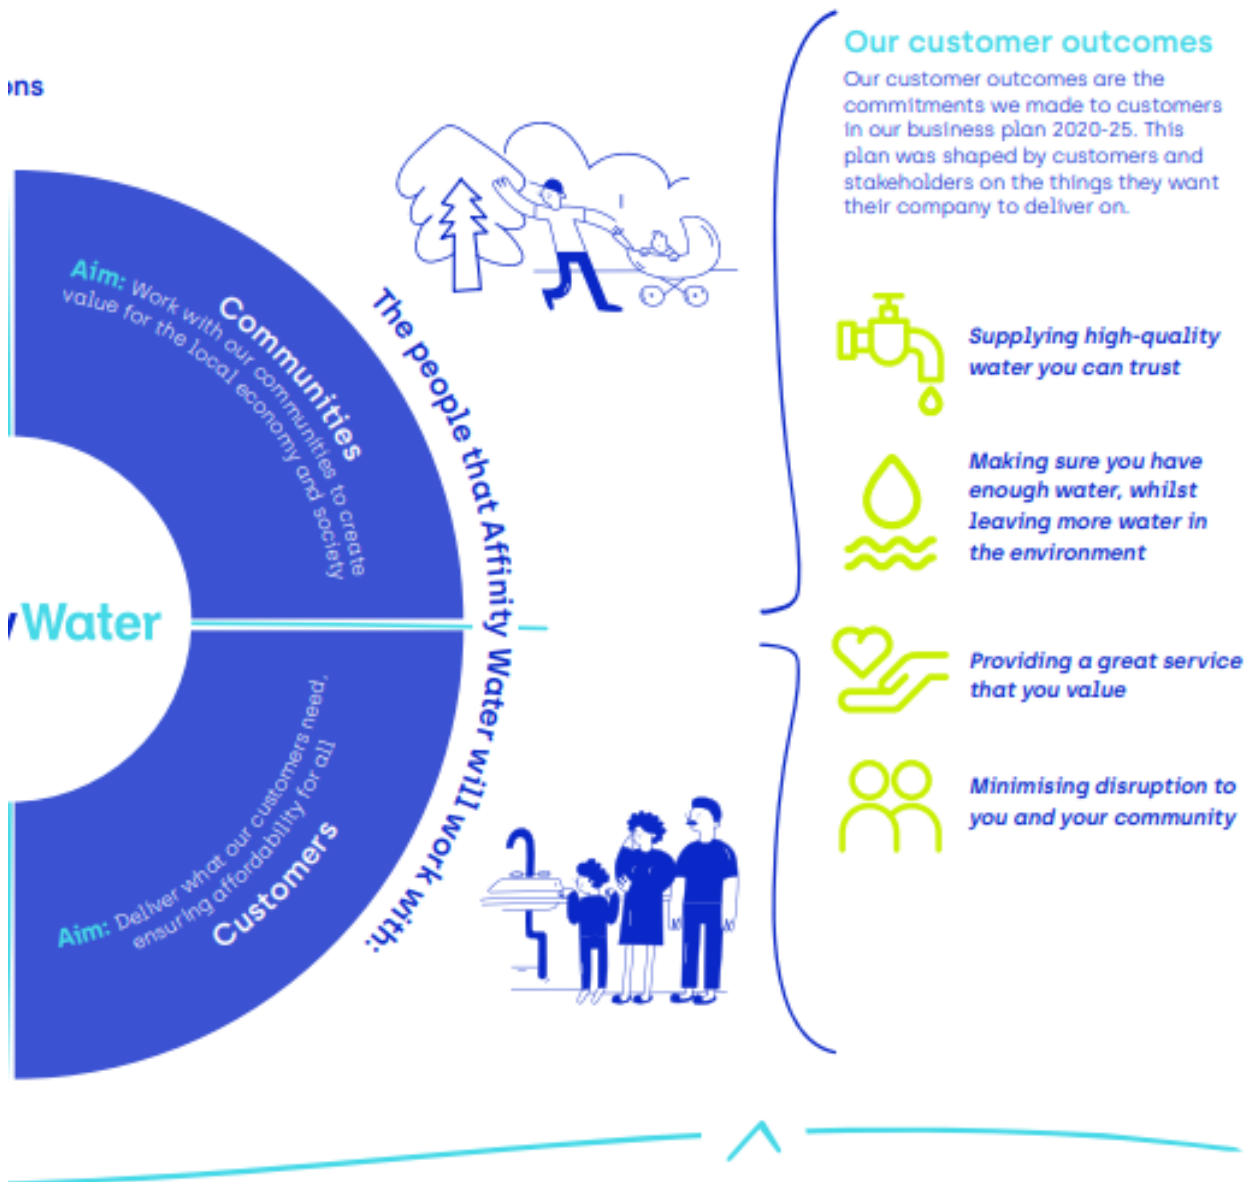 ons
Aim: Work with our communities to create
value for the local economy and society
Communities
The people that Affinity Water will work with:
Water
Aim: Deliver what our customers need,
ensuring affordability for all
Customers
Our customer outcomes
Our customer outcomes are the
commitments we made to customers
in our business plan 2020-25. This
plan was shaped by customers and
stakeholders on the things they want
their company to deliver on.
Supplying high-quality
water you can trust
Making sure you have
enough water, whilst
leaving more water in
the environment
Providing a great service
that you value
Minimising disruption to
you and your community